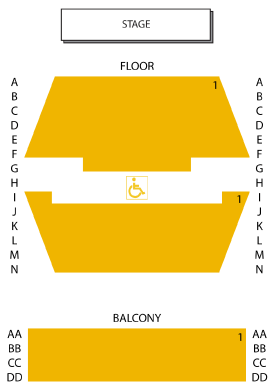 STAGE
FLOOR
A 1 A
B B
C C
D D
E E
F F
G G
H H
I 1 I
J J
K K
L L
M M
N N
BALCONY
AA 1 AA
BB BB
CC CC
DD DD